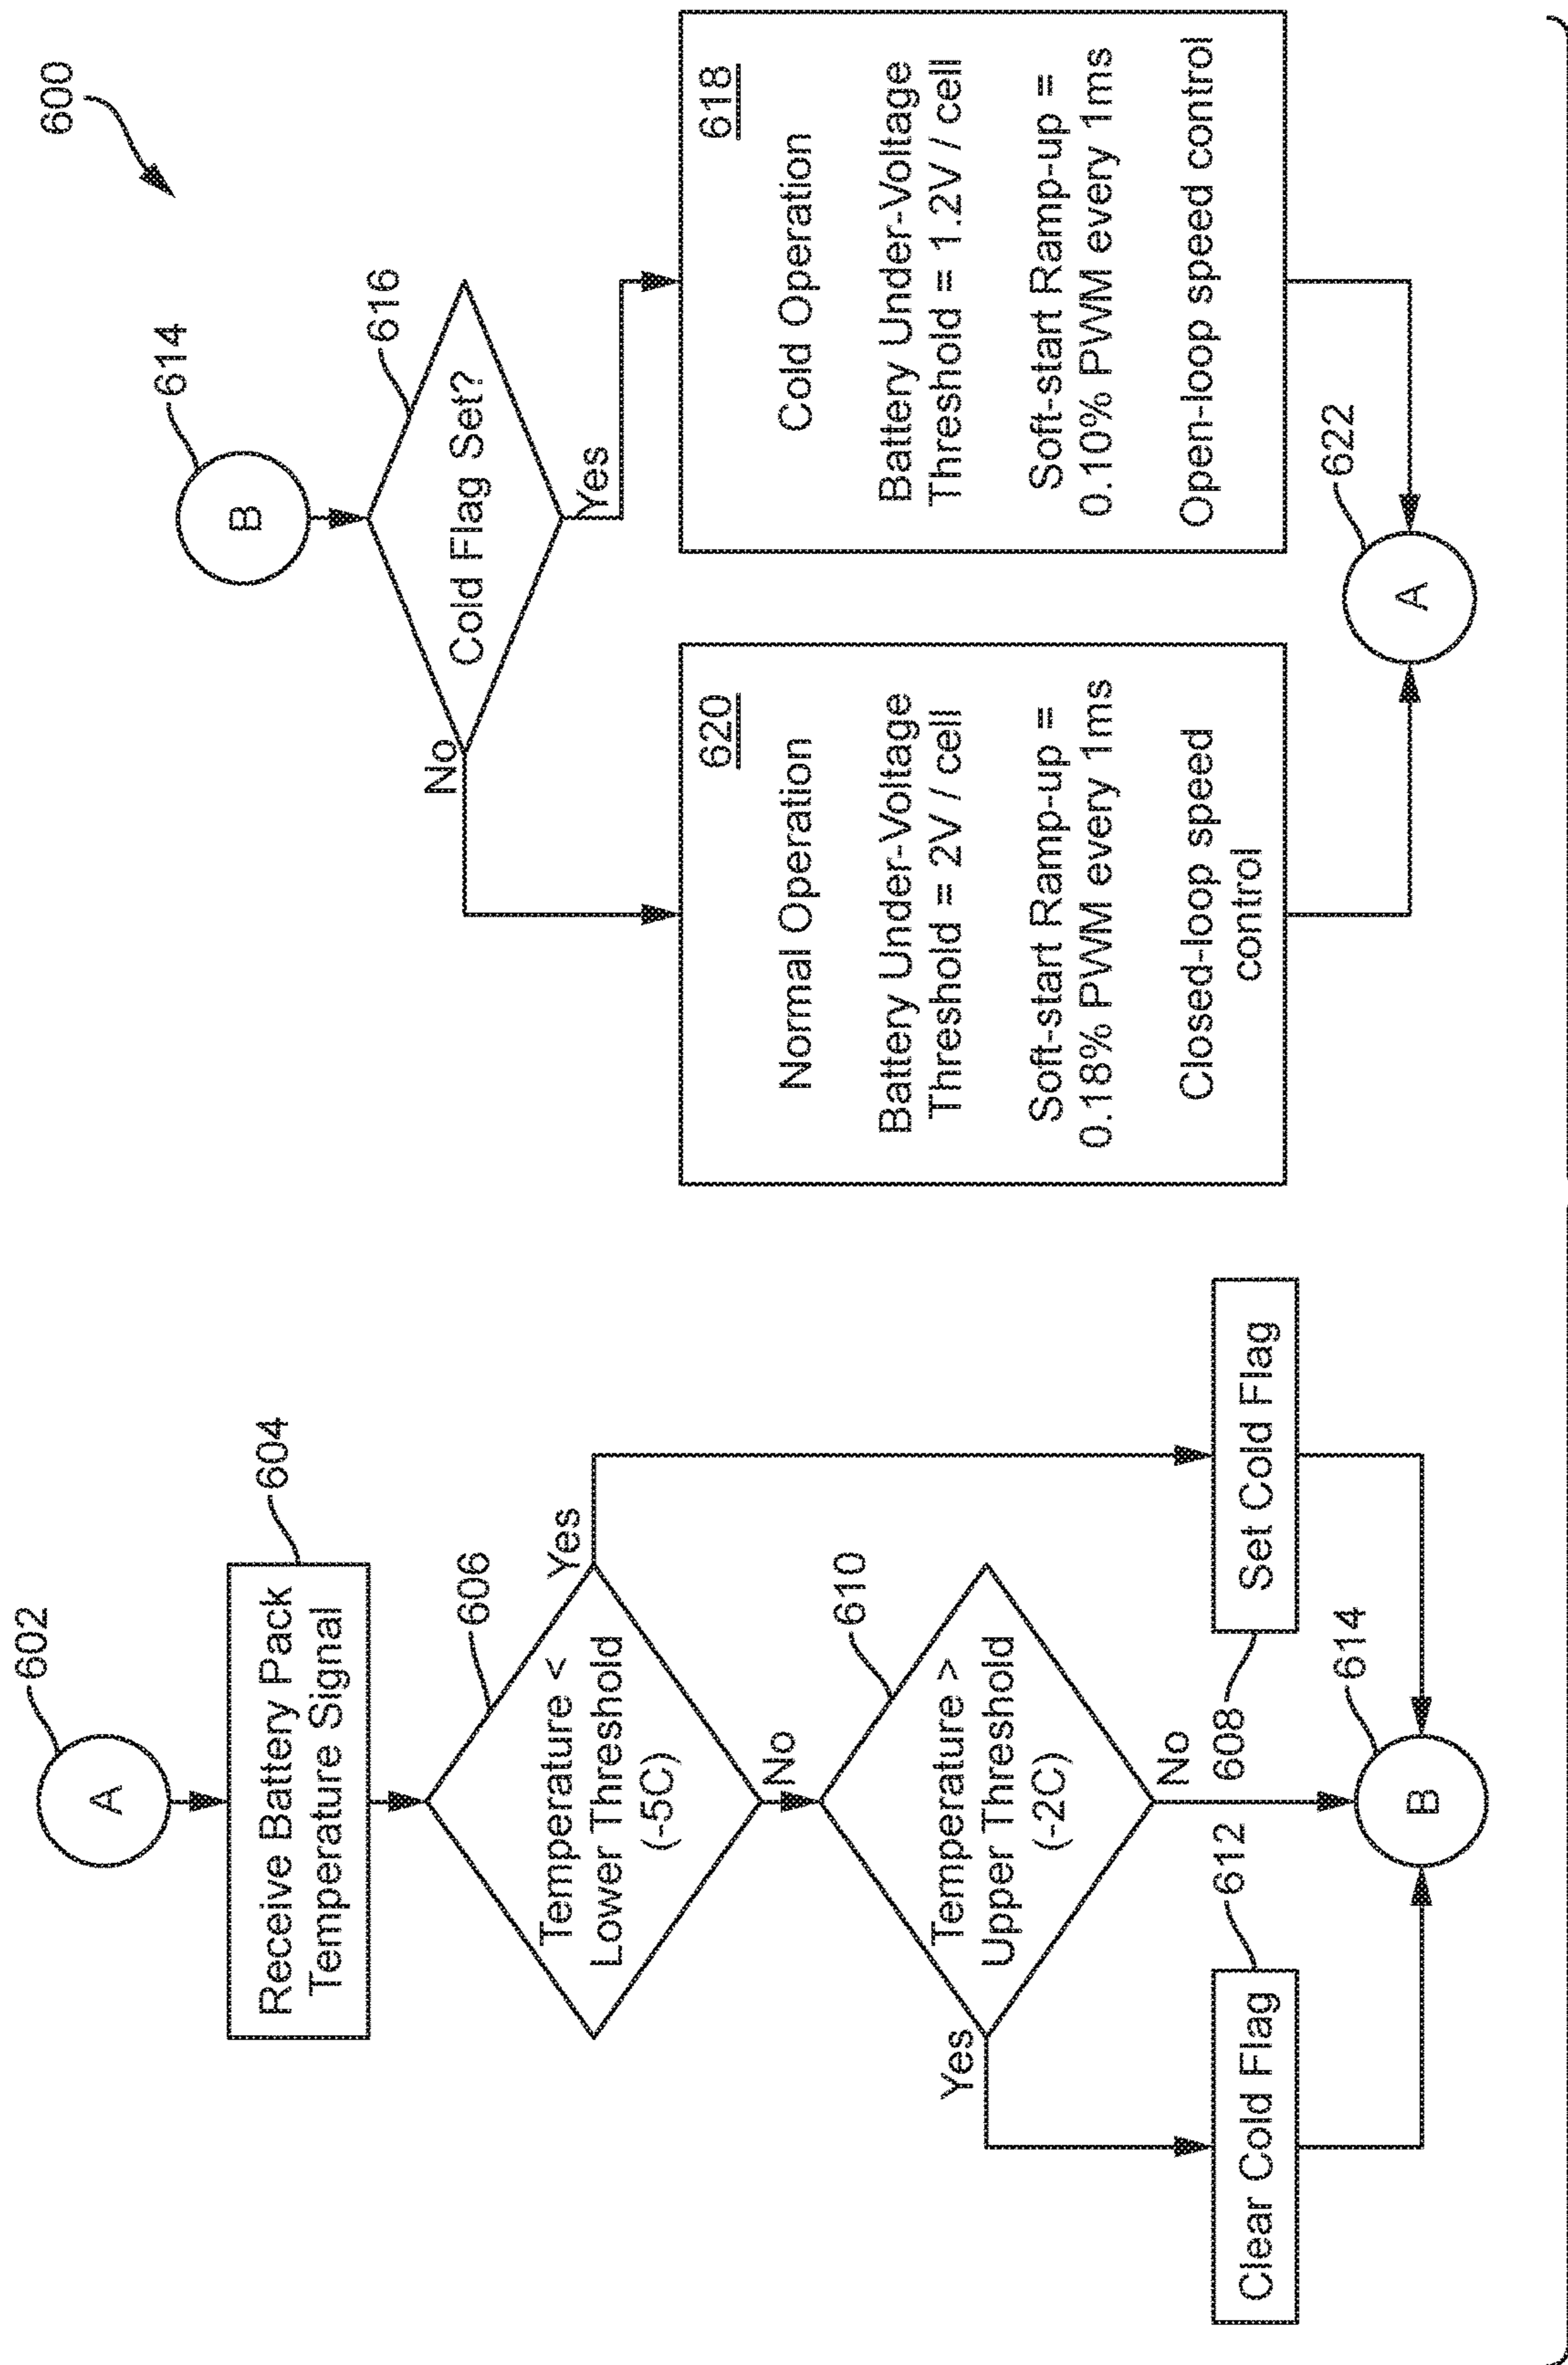 600
602
A
604
Receive Battery Pack
Temperature Signal
606
Temperature <
Lower Threshold
(-5C)
Yes
No
610
Temperature >
Upper Threshold
(-2C)
Yes
No
612
608
Clear Cold Flag
Set Cold Flag
614
B
614
B
616
Cold Flag Set?
No
Yes
620
Normal Operation
Battery Under-Voltage
Threshold = 2V / cell
Soft-start Ramp-up =
0.18% PWM every 1ms
Closed-loop speed
control
618
Cold Operation
Battery Under-Voltage
Threshold = 1.2V / cell
Soft-start Ramp-up =
0.10% PWM every 1ms
Open-loop speed control
622
A